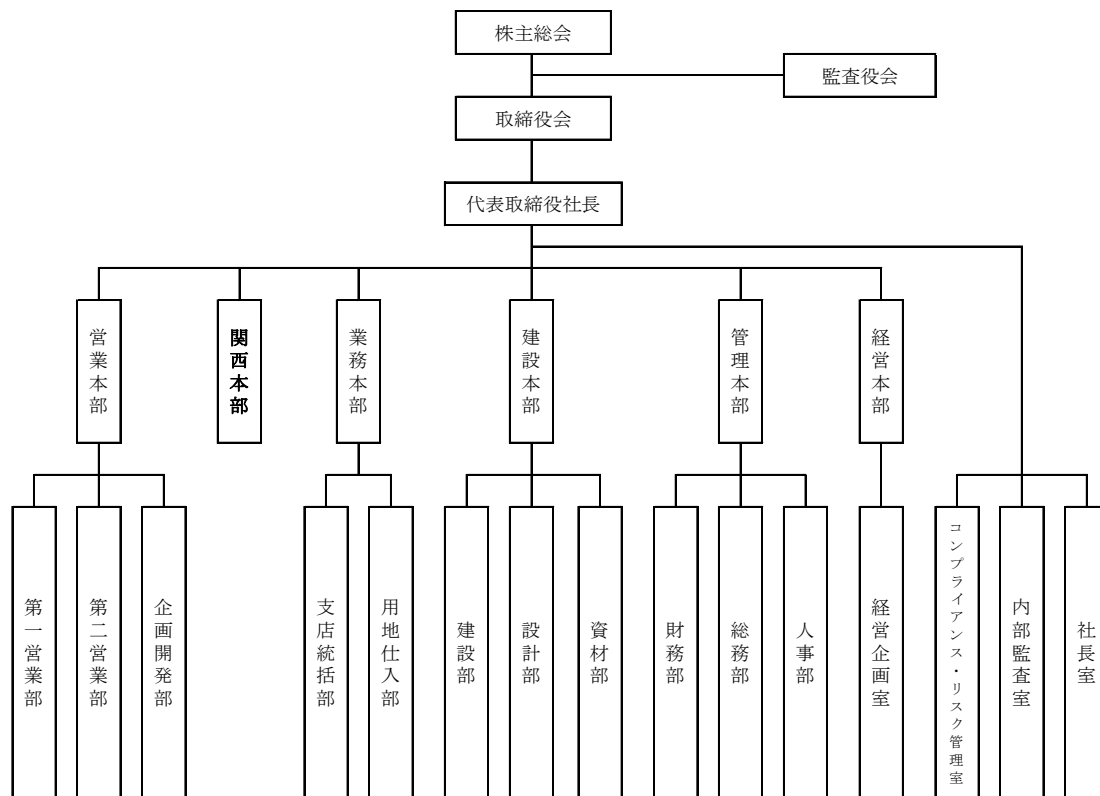 株主総会
監査役会
取締役会
代表取締役社長
営業本部
関西本部
業務本部
建設本部
管理本部
経営本部
第一営業部
第二営業部
企画開発部
支店統括部
用地仕入部
建設部
設計部
資材部
財務部
総務部
人事部
経営企画室
コンプライアンス・リスク管理室
内部監査室
社長室